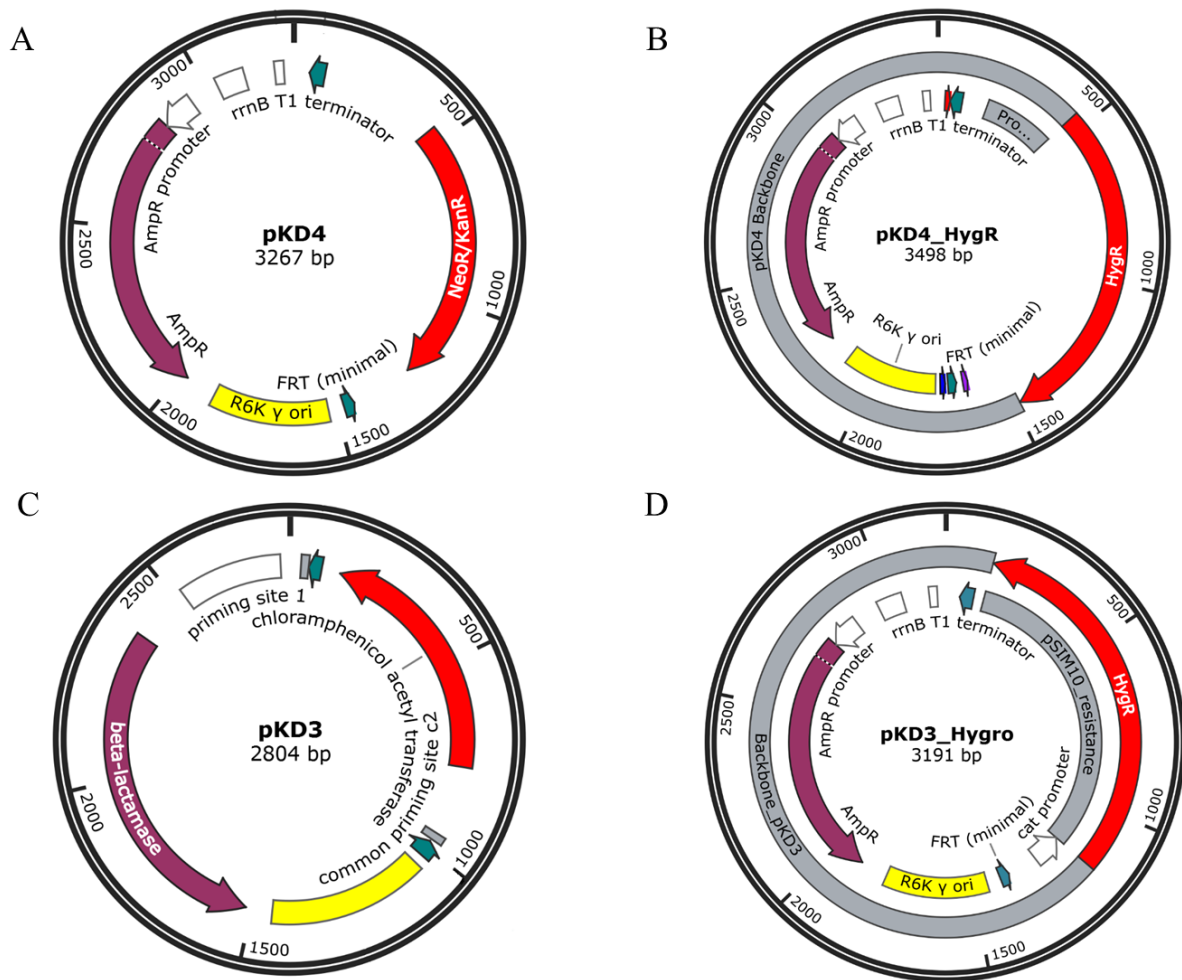 A
pKD4
3267 bp
500
1000
1500
2000
2500
3000
rrnB T1 terminator
AmpR promoter
NeoR/KanR
AmpR
FRT (minimal)
R6K γ ori
B
pKD4_HygR
3498 bp
500
1000
1500
2000
2500
3000
Pro...
rrnB T1 terminator
AmpR promoter
pKD4 Backbone
HygR
AmpR
R6K γ ori
FRT (minimal)
C
pKD3
2804 bp
500
1000
1500
2000
2500
priming site 1
chloramphenicol acetyl transferase
common priming site c2
beta-lactamase
D
pKD3_Hygro
3191 bp
500
1000
1500
2000
2500
3000
rrnB T1 terminator
AmpR promoter
pSIM10_resistance
HygR
Backbone_pKD3
cat promoter
AmpR
FRT (minimal)
R6K γ ori